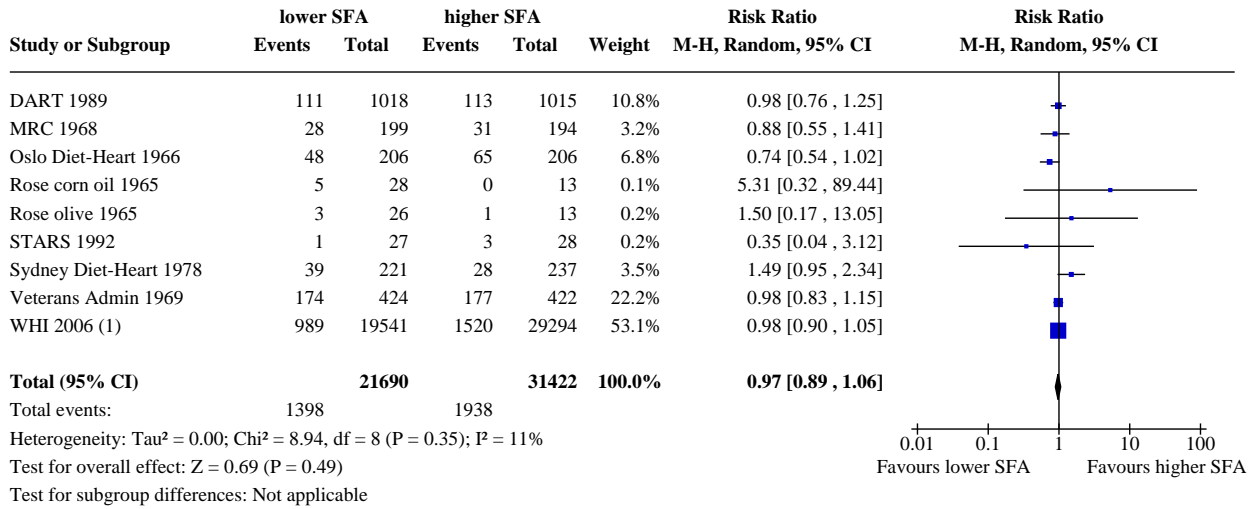 lower SFA higher SFA Risk Ratio Risk Ratio
Study or Subgroup Events Total Events Total Weight M-H, Random, 95% CI M-H, Random, 95% CI
DART 1989 111 1018 113 1015 10.8% 0.98 [0.76 , 1.25]
MRC 1968 28 199 31 194 3.2% 0.88 [0.55 , 1.41]
Oslo Diet-Heart 1966 48 206 65 206 6.8% 0.74 [0.54 , 1.02]
Rose corn oil 1965 5 28 0 13 0.1% 5.31 [0.32 , 89.44]
Rose olive 1965 3 26 1 13 0.2% 1.50 [0.17 , 13.05]
STARS 1992 1 27 3 28 0.2% 0.35 [0.04 , 3.12]
Sydney Diet-Heart 1978 39 221 28 237 3.5% 1.49 [0.95 , 2.34]
Veterans Admin 1969 174 424 177 422 22.2% 0.98 [0.83 , 1.15]
WHI 2006 (1) 989 19541 1520 29294 53.1% 0.98 [0.90 , 1.05]
Total (95% CI) 21690 31422 100.0% 0.97 [0.89 , 1.06]
Total events: 1398 1938
Heterogeneity: Tau² = 0.00; Chi² = 8.94, df = 8 (P = 0.35); I² = 11%
0.01 0.1 1 10 100
Test for overall effect: Z = 0.69 (P = 0.49)
Favours lower SFA Favours higher SFA
Test for subgroup differences: Not applicable